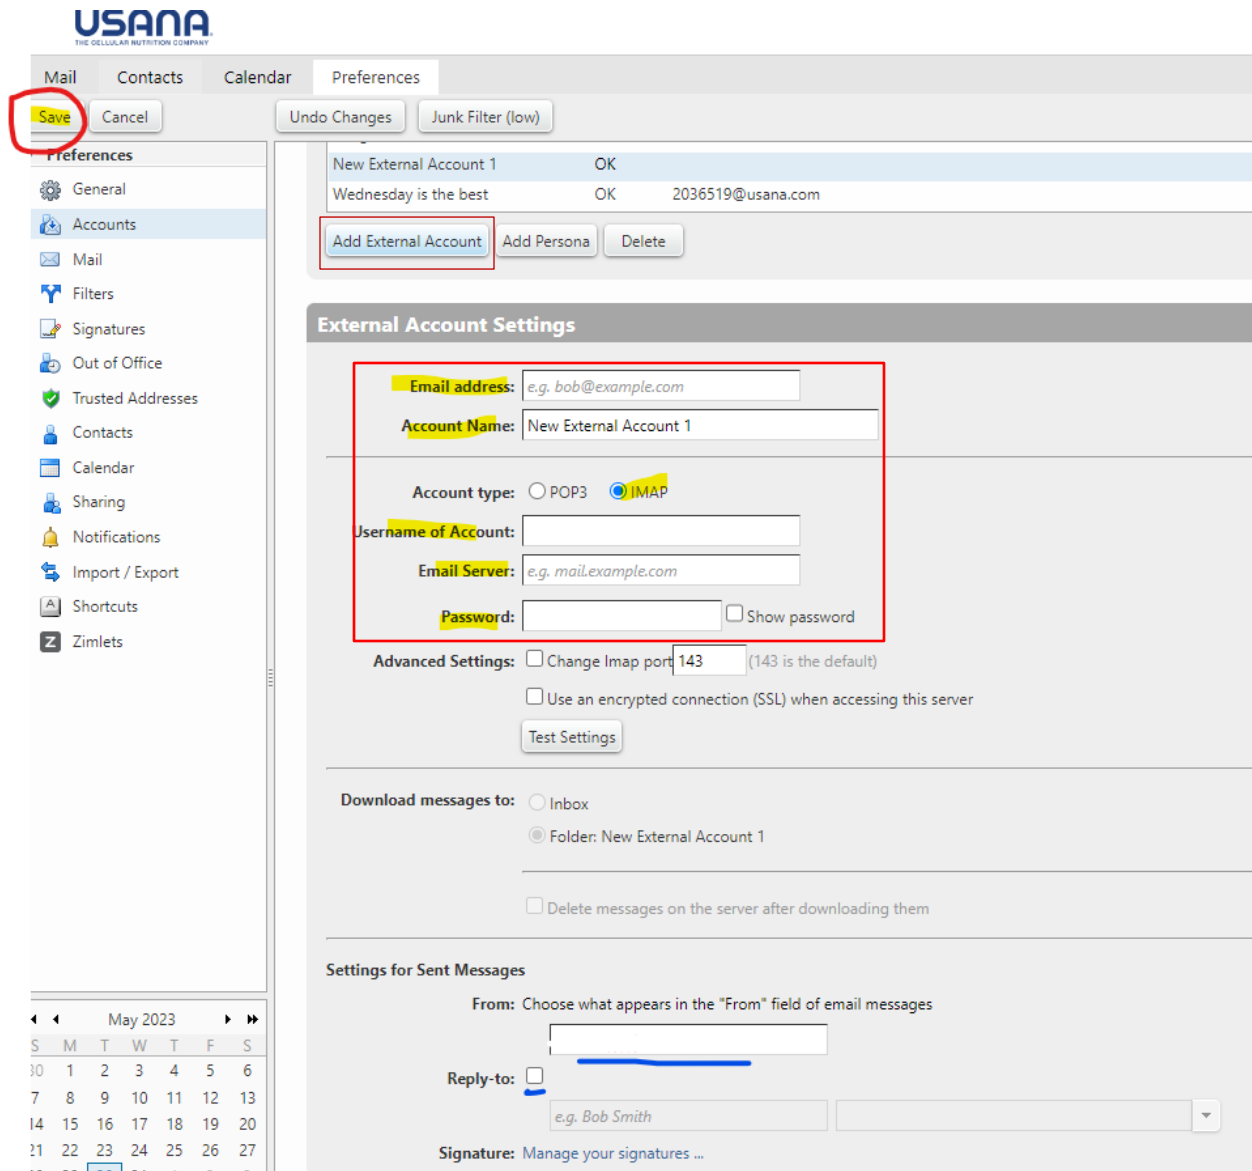 USANA
THE CELLULAR NUTRITION COMPANY
Mail Contacts Calendar Preferences
Save Cancel Undo Changes Junk Filter (low)
Preferences
General
Accounts
Mail
Filters
Signatures
Out of Office
Trusted Addresses
Contacts
Calendar
Sharing
Notifications
Import / Export
Shortcuts
Zimlets
New External Account 1 OK
Wednesday is the best OK 2036519@usana.com
Add External Account Add Persona Delete
External Account Settings
Email address: e.g. bob@example.com
Account Name: New External Account 1
Account type: POP3 IMAP
Username of Account:
Email Server: e.g. mail.example.com
Password: Show password
Advanced Settings: Change Imap port 143 (143 is the default)
Use an encrypted connection (SSL) when accessing this server
Test Settings
Download messages to: Inbox
Folder: New External Account 1
Delete messages on the server after downloading them
Settings for Sent Messages
From: Choose what appears in the "From" field of email messages
Reply-to:
e.g. Bob Smith
Signature: Manage your signatures ...
May 2023
S M T W T F S
30 1 2 3 4 5 6
7 8 9 10 11 12 13
14 15 16 17 18 19 20
21 22 23 24 25 26 27